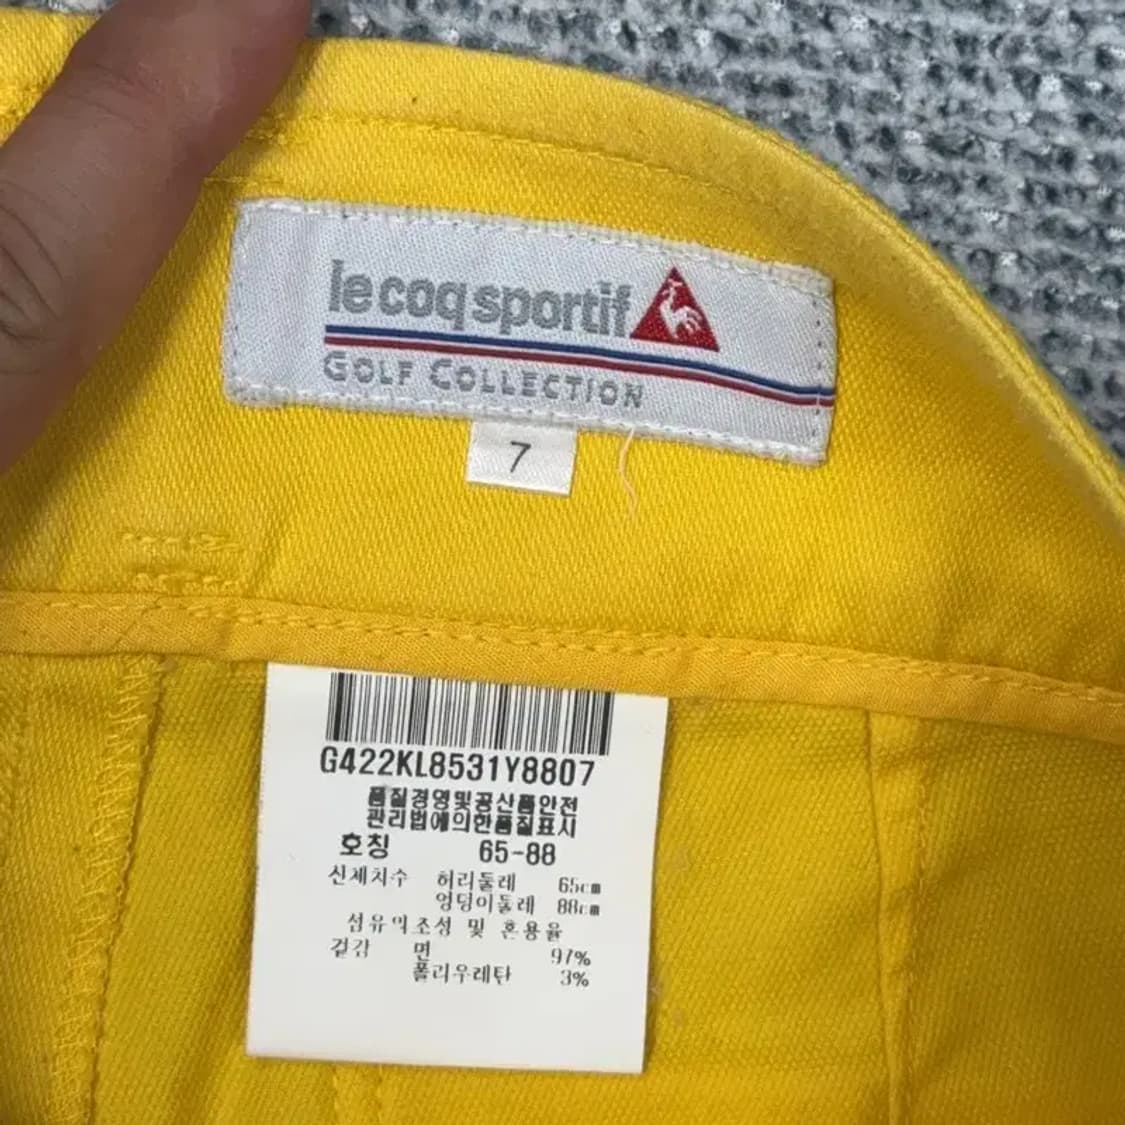 le coq sportif
GOLF COLLECTION
7
G422KL8531Y8807
품질경영및공산품안전
관리법에의한품질표시
호칭 65-88
신체치수 허리둘레 65cm
엉덩이둘레 88cm
섬유의조성 및 혼용율
겉감 면 97%
폴리우레탄 3%